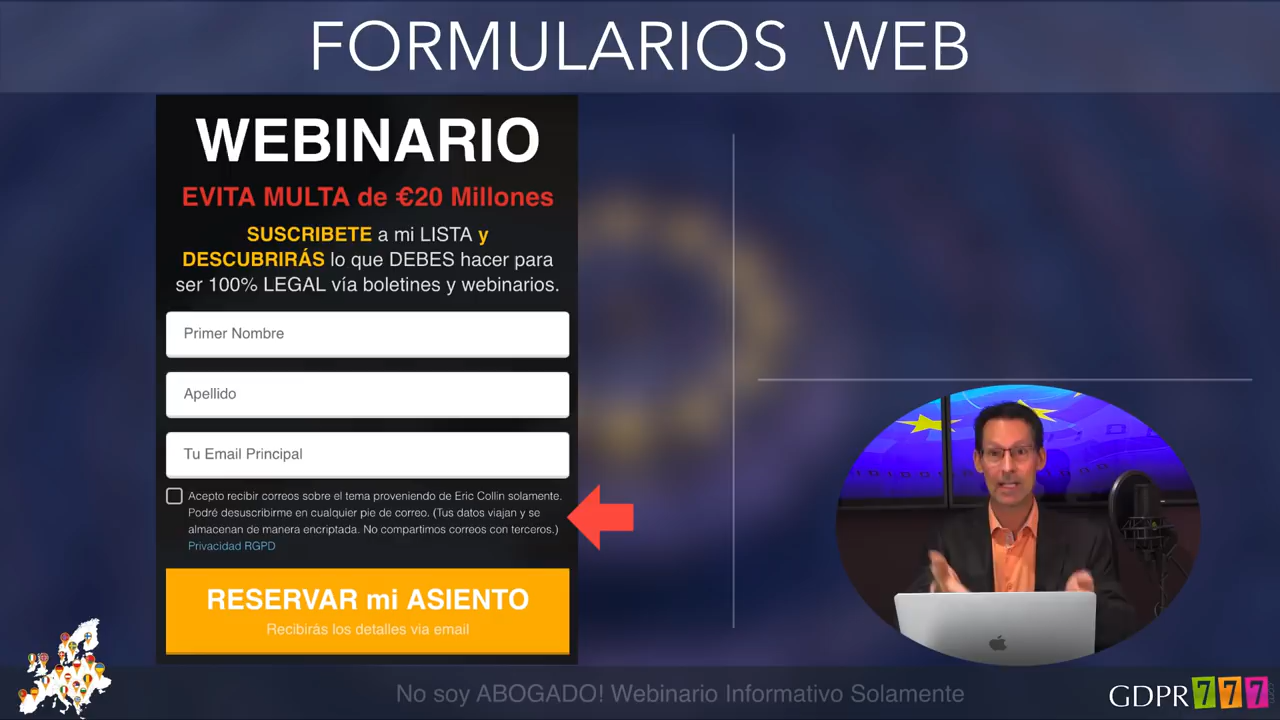 FORMULARIOS WEB
WEBINARIO
EVITA MULTA de €20 Millones
SUSCRIBETE a mi LISTA y
DESCUBRIRÁS lo que DEBES hacer para
ser 100% LEGAL vía boletines y webinarios.
Primer Nombre
Apellido
Tu Email Principal
Acepto recibir correos sobre el tema proveniendo de Eric Collin solamente.
Podré desuscribirme en cualquier pie de correo. (Tus datos viajan y se
almacenan de manera encriptada. No compartimos correos con terceros.)
Privacidad RGPD
RESERVAR mi ASIENTO
Recibirás los detalles vía email
No soy ABOGADO! Webinario Informativo Solamente
GDPR777